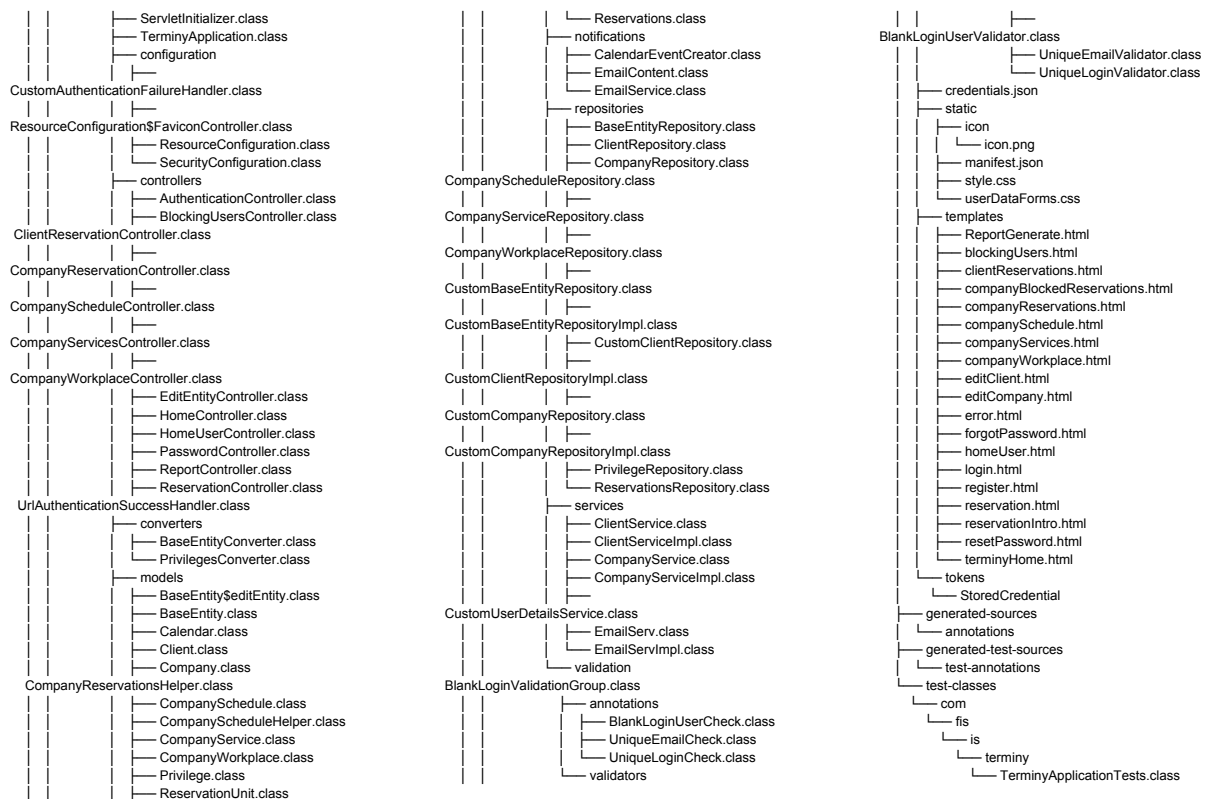 │ │ ├── ServletInitializer.class
│ │ ├── TerminyApplication.class
│ │ ├── configuration
│ │ │ ├──
CustomAuthenticationFailureHandler.class
│ │ │ ├──
ResourceConfiguration$FaviconController.class
│ │ │ ├── ResourceConfiguration.class
│ │ │ └── SecurityConfiguration.class
│ │ ├── controllers
│ │ │ ├── AuthenticationController.class
│ │ │ ├── BlockingUsersController.class
ClientReservationController.class
│ │ │ ├──
CompanyReservationController.class
│ │ │ ├──
CompanyScheduleController.class
│ │ │ ├──
CompanyServicesController.class
│ │ │ ├──
CompanyWorkplaceController.class
│ │ │ ├── EditEntityController.class
│ │ │ ├── HomeController.class
│ │ │ ├── HomeUserController.class
│ │ │ ├── PasswordController.class
│ │ │ ├── ReportController.class
│ │ │ ├── ReservationController.class
UrlAuthenticationSuccessHandler.class
│ │ ├── converters
│ │ │ ├── BaseEntityConverter.class
│ │ │ └── PrivilegesConverter.class
│ │ ├── models
│ │ │ ├── BaseEntity$editEntity.class
│ │ │ ├── BaseEntity.class
│ │ │ ├── Calendar.class
│ │ │ ├── Client.class
│ │ │ ├── Company.class
CompanyReservationsHelper.class
│ │ │ ├── CompanySchedule.class
│ │ │ ├── CompanyScheduleHelper.class
│ │ │ ├── CompanyService.class
│ │ │ ├── CompanyWorkplace.class
│ │ │ ├── Privilege.class
│ │ │ ├── ReservationUnit.class
│ │ │ └── Reservations.class
│ │ ├── notifications
│ │ │ ├── CalendarEventCreator.class
│ │ │ ├── EmailContent.class
│ │ │ └── EmailService.class
│ │ ├── repositories
│ │ │ ├── BaseEntityRepository.class
│ │ │ ├── ClientRepository.class
│ │ │ ├── CompanyRepository.class
CompanyScheduleRepository.class
│ │ │ ├──
CompanyServiceRepository.class
│ │ │ ├──
CompanyWorkplaceRepository.class
│ │ │ ├──
CustomBaseEntityRepository.class
│ │ │ ├──
CustomBaseEntityRepositoryImpl.class
│ │ │ ├── CustomClientRepository.class
│ │ │ ├──
CustomClientRepositoryImpl.class
│ │ │ ├──
CustomCompanyRepository.class
│ │ │ ├──
CustomCompanyRepositoryImpl.class
│ │ │ ├── PrivilegeRepository.class
│ │ │ └── ReservationsRepository.class
│ │ ├── services
│ │ │ ├── ClientService.class
│ │ │ ├── ClientServiceImpl.class
│ │ │ ├── CompanyService.class
│ │ │ ├── CompanyServiceImpl.class
│ │ │ ├──
CustomUserDetailsService.class
│ │ │ ├── EmailServ.class
│ │ │ └── EmailServImpl.class
│ │ └── validation
BlankLoginValidationGroup.class
│ │ ├── annotations
│ │ │ ├── BlankLoginUserCheck.class
│ │ │ ├── UniqueEmailCheck.class
│ │ │ └── UniqueLoginCheck.class
│ │ └── validators
│ │ ├──
BlankLoginUserValidator.class
│ │ ├── UniqueEmailValidator.class
│ │ └── UniqueLoginValidator.class
│ ├── credentials.json
│ ├── static
│ │ ├── icon
│ │ │ └── icon.png
│ │ ├── manifest.json
│ │ ├── style.css
│ │ └── userDataForms.css
│ ├── templates
│ │ ├── ReportGenerate.html
│ │ ├── blockingUsers.html
│ │ ├── clientReservations.html
│ │ ├── companyBlockedReservations.html
│ │ ├── companyReservations.html
│ │ ├── companySchedule.html
│ │ ├── companyServices.html
│ │ ├── companyWorkplace.html
│ │ ├── editClient.html
│ │ ├── editCompany.html
│ │ ├── error.html
│ │ ├── forgotPassword.html
│ │ ├── homeUser.html
│ │ ├── login.html
│ │ ├── register.html
│ │ ├── reservation.html
│ │ ├── reservationIntro.html
│ │ ├── resetPassword.html
│ │ └── terminyHome.html
│ └── tokens
│ └── StoredCredential
├── generated-sources
│ └── annotations
├── generated-test-sources
│ └── test-annotations
└── test-classes
└── com
└── fis
└── is
└── terminy
└── TerminyApplicationTests.class